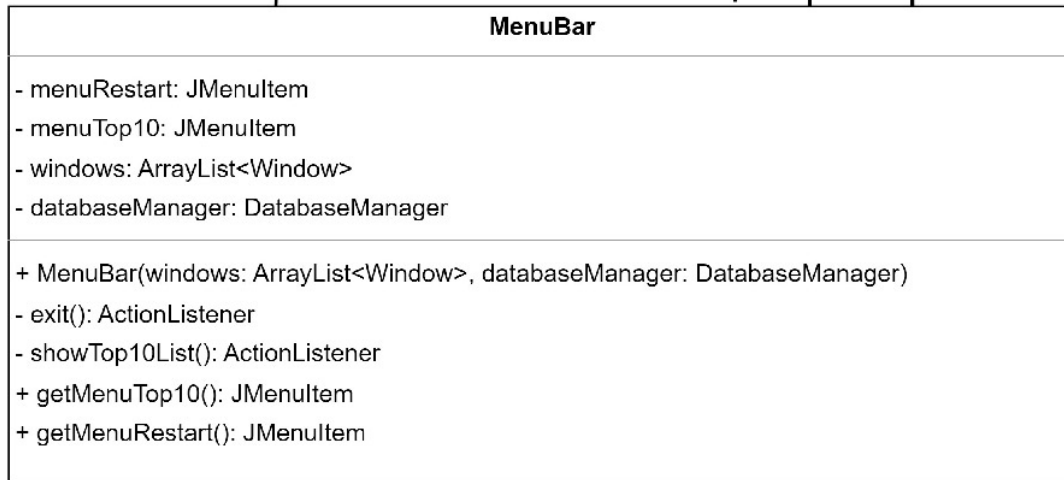 MenuBar
- menuRestart: JMenuItem
- menuTop10: JMenuItem
- windows: ArrayList<Window>
- databaseManager: DatabaseManager
+ MenuBar(windows: ArrayList<Window>, databaseManager: DatabaseManager)
- exit(): ActionListener
- showTop10List(): ActionListener
+ getMenuTop10(): JMenuItem
+ getMenuRestart(): JMenuItem